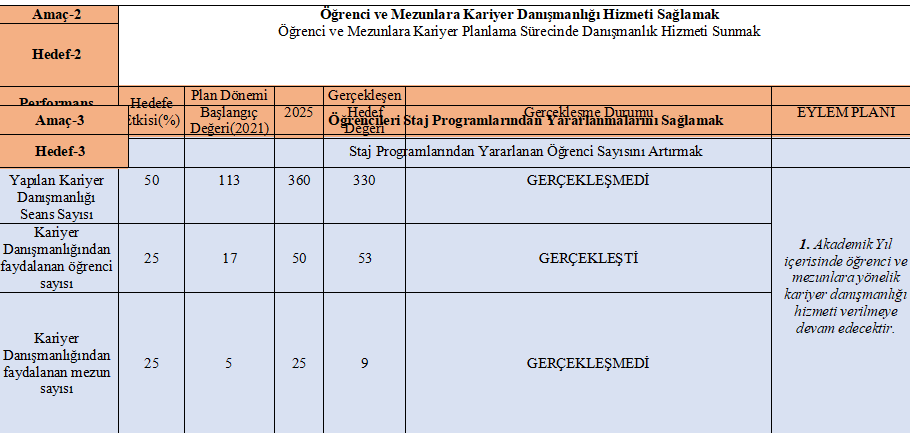 Amaç-2
Öğrenci ve Mezunlara Kariyer Danışmanlığı Hizmeti Sağlamak
Hedef-2
Öğrenci ve Mezunlara Kariyer Planlama Sürecinde Danışmanlık Hizmeti Sunmak
Performans
Hedefe
Etkisi(%)
Plan Dönemi
Başlangıç
Değeri(2021)
2025
Gerçekleşen
Hedef
Değeri
Gerçekleşme Durumu
EYLEM PLANI
Amaç-3
Öğrencileri Staj Programlarından Yararlanmalarını Sağlamak
Hedef-3
Staj Programlarından Yararlanan Öğrenci Sayısını Artırmak
Yapılan Kariyer
Danışmanlığı
Seans Sayısı
50
113
360
330
GERÇEKLEŞMEDİ
Kariyer
Danışmanlığından
faydalanan öğrenci
sayısı
25
17
50
53
GERÇEKLEŞTİ
Kariyer
Danışmanlığından
faydalanan mezun
sayısı
25
5
25
9
GERÇEKLEŞMEDİ
1. Akademik Yıl
içerisinde öğrenci ve
mezunlara yönelik
kariyer danışmanlığı
hizmeti verilmeye
devam edecektir.